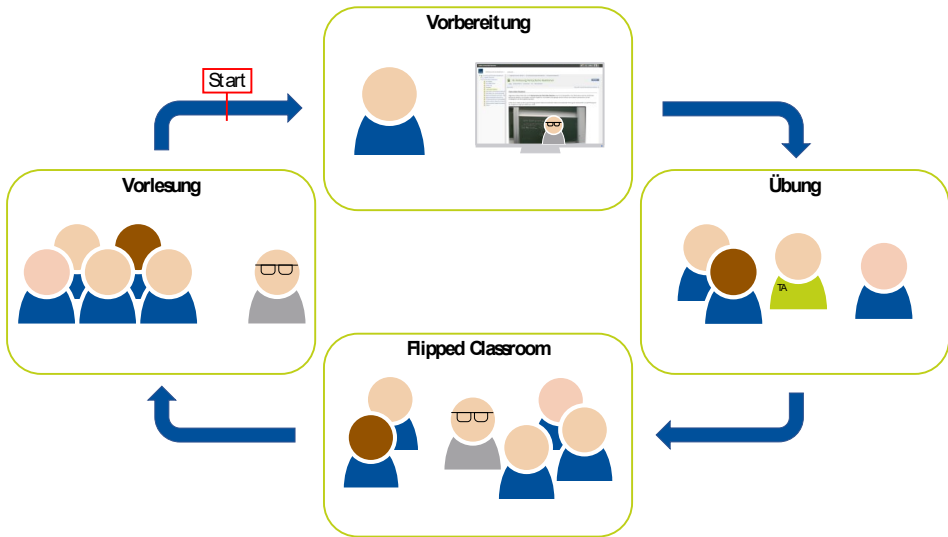 Vorbereitung
Start
Vorlesung
Übung
TA
Flipped Classroom